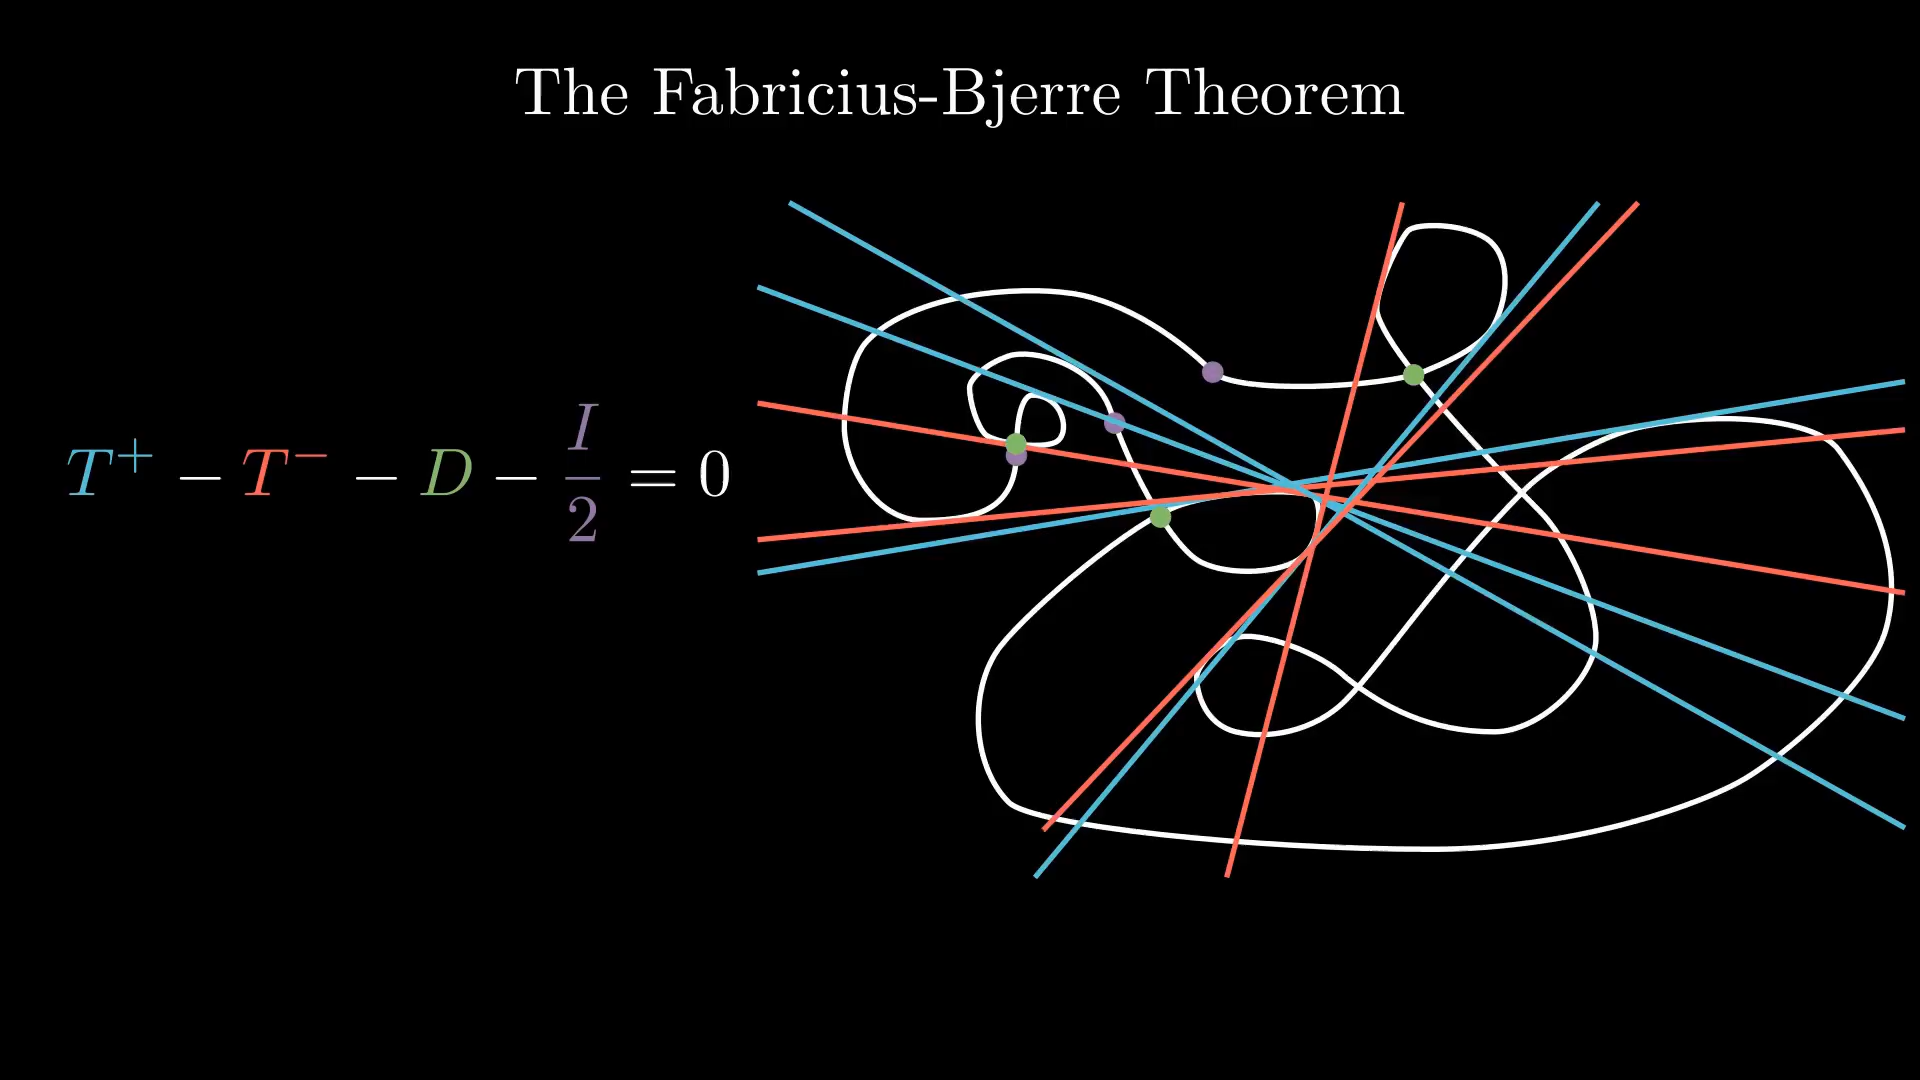 The Fabricius-Bjerre Theorem
T⁺ − T⁻ − D − I/2 = 0